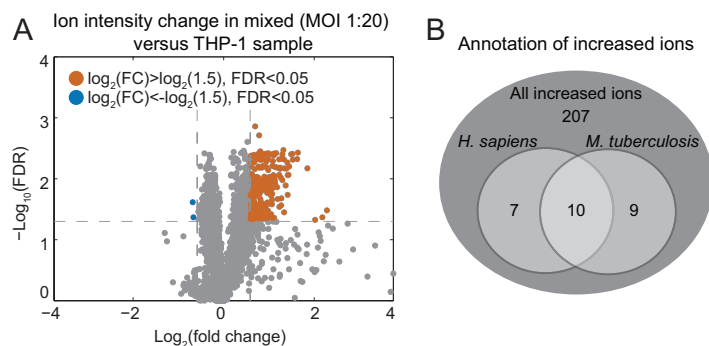 A
Ion intensity change in mixed (MOI 1:20)
versus THP-1 sample
log₂(FC)>log₂(1.5), FDR<0.05
log₂(FC)<-log₂(1.5), FDR<0.05
−Log₁₀(FDR)
4
3
2
1
0
−4
−2
0
2
4
Log₂(fold change)
B
Annotation of increased ions
All increased ions
207
H. sapiens
M. tuberculosis
7
10
9